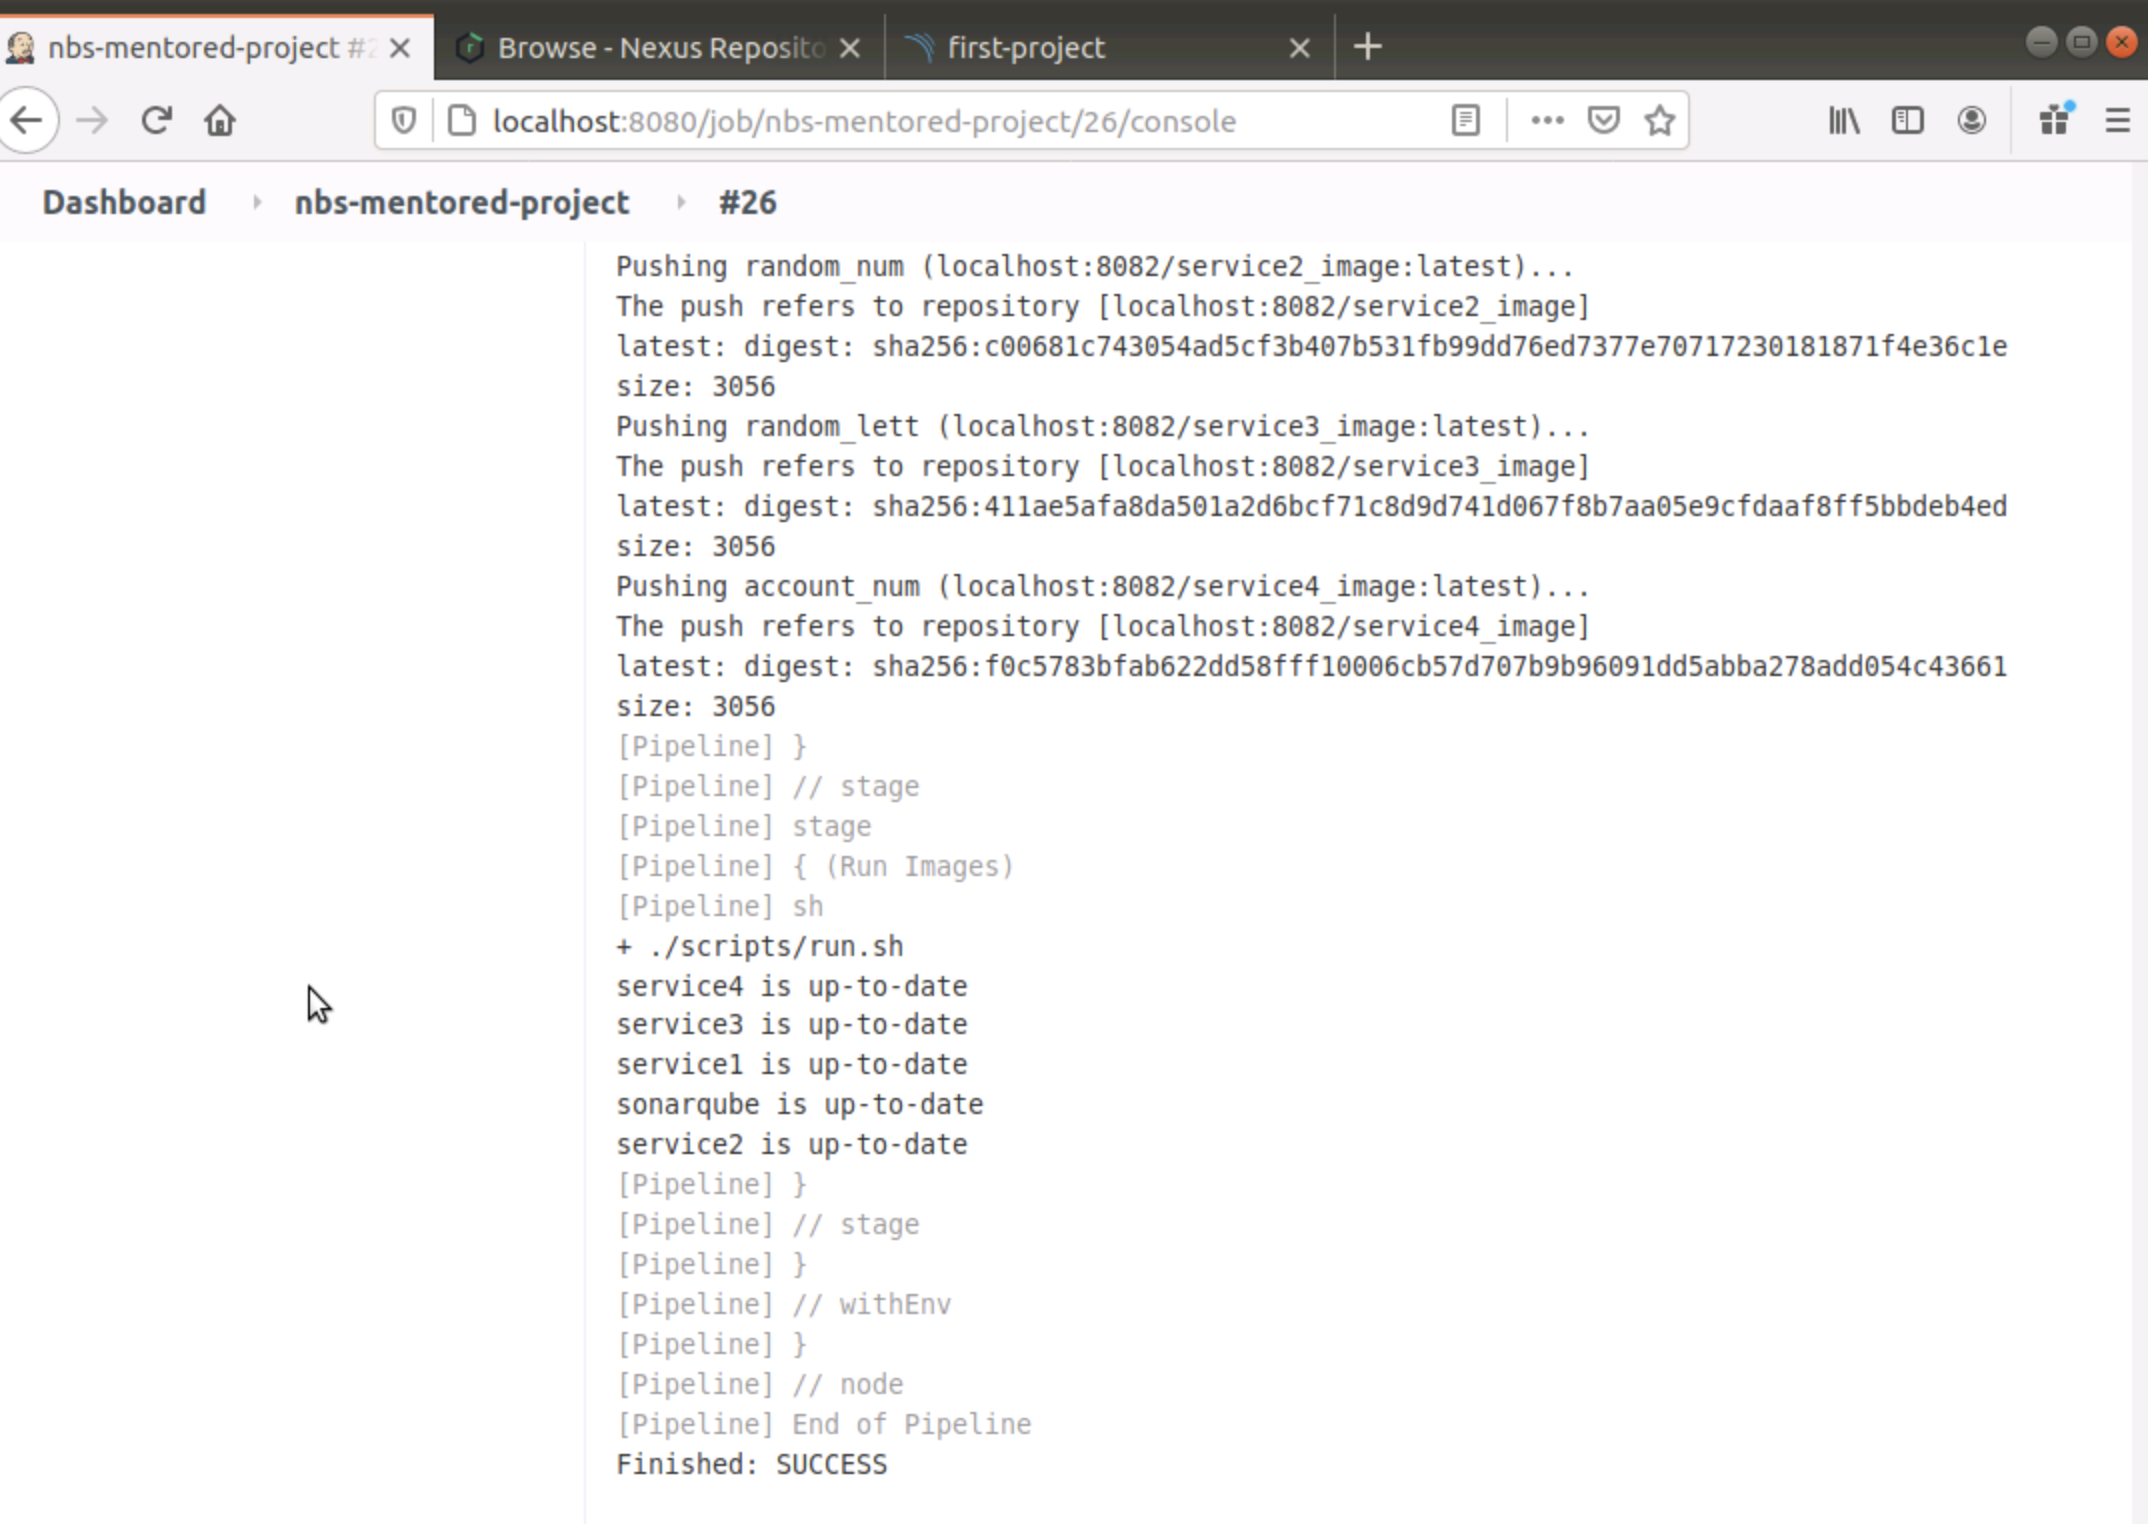 nbs-mentored-project #2
Browse - Nexus Reposito
first-project
localhost:8080/job/nbs-mentored-project/26/console
Dashboard nbs-mentored-project #26
Pushing random_num (localhost:8082/service2_image:latest)...
The push refers to repository [localhost:8082/service2_image]
latest: digest: sha256:c00681c743054ad5cf3b407b531fb99dd76ed7377e70717230181871f4e36c1e
size: 3056
Pushing random_lett (localhost:8082/service3_image:latest)...
The push refers to repository [localhost:8082/service3_image]
latest: digest: sha256:411ae5afa8da501a2d6bcf71c8d9d741d067f8b7aa05e9cfdaaf8ff5bbdeb4ed
size: 3056
Pushing account_num (localhost:8082/service4_image:latest)...
The push refers to repository [localhost:8082/service4_image]
latest: digest: sha256:f0c5783bfab622dd58fff10006cb57d707b9b96091dd5abba278add054c43661
size: 3056
[Pipeline] }
[Pipeline] // stage
[Pipeline] stage
[Pipeline] { (Run Images)
[Pipeline] sh
+ ./scripts/run.sh
service4 is up-to-date
service3 is up-to-date
service1 is up-to-date
sonarqube is up-to-date
service2 is up-to-date
[Pipeline] }
[Pipeline] // stage
[Pipeline] }
[Pipeline] // withEnv
[Pipeline] }
[Pipeline] // node
[Pipeline] End of Pipeline
Finished: SUCCESS